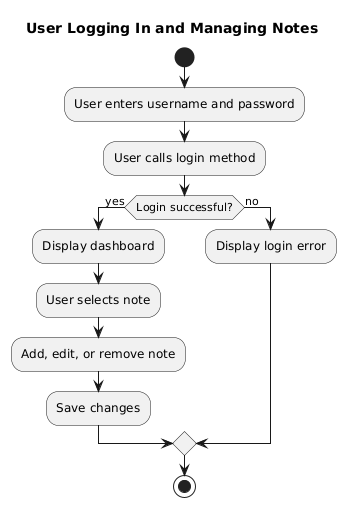 User Logging In and Managing Notes
User enters username and password
User calls login method
yes
Login successful?
no
Display dashboard
Display login error
User selects note
Add, edit, or remove note
Save changes